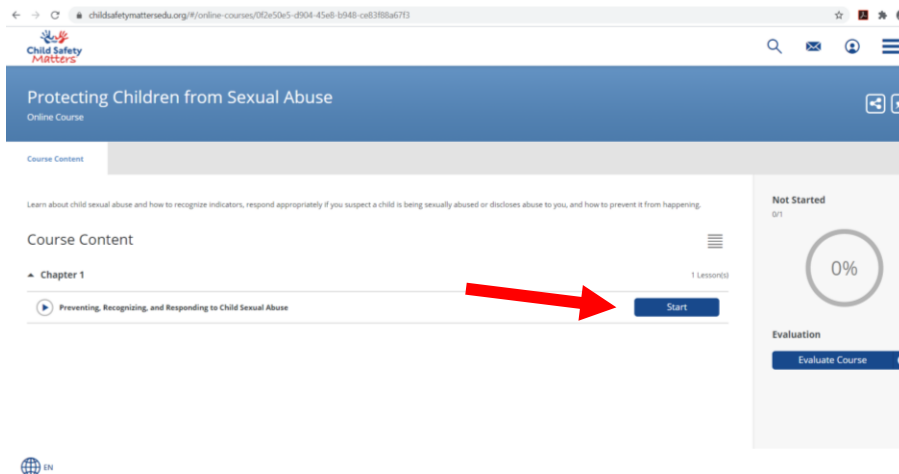 childsafetymattersedu.org/#/online-courses/0f2e50e5-d904-45e8-b948-ce83f88a67f3
Child Safety
Matters
Protecting Children from Sexual Abuse
Online Course
Course Content
Learn about child sexual abuse and how to recognize indicators, respond appropriately if you suspect a child is being sexually abused or discloses abuse to you, and how to prevent it from happening.
Course Content
Chapter 1
1 Lesson(s)
Preventing, Recognizing, and Responding to Child Sexual Abuse
Start
Not Started
0/1
0%
Evaluation
Evaluate Course
EN